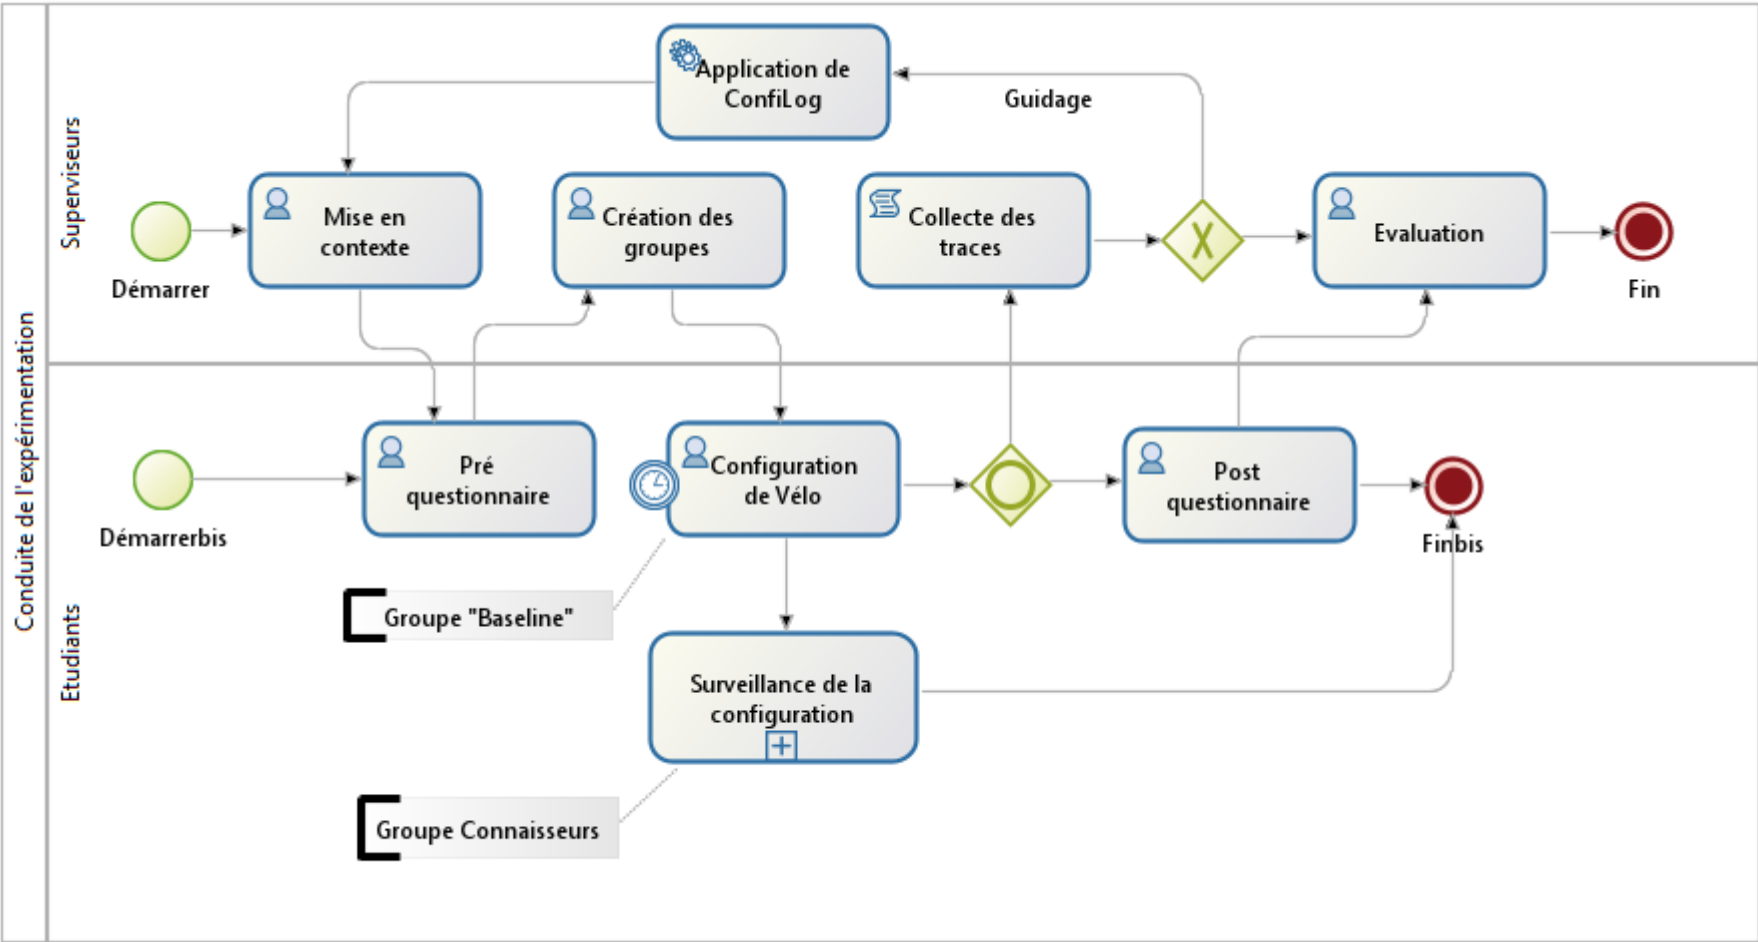 Conduite de l'expérimentation
Superviseurs
Application de
ConfiLog
Guidage
Démarrer
Mise en
contexte
Création des
groupes
Collecte des
traces
X
Evaluation
Fin
Etudiants
Démarrerbis
Pré
questionnaire
Configuration
de Vélo
Post
questionnaire
Finbis
Groupe "Baseline"
Surveillance de la
configuration
Groupe Connaisseurs